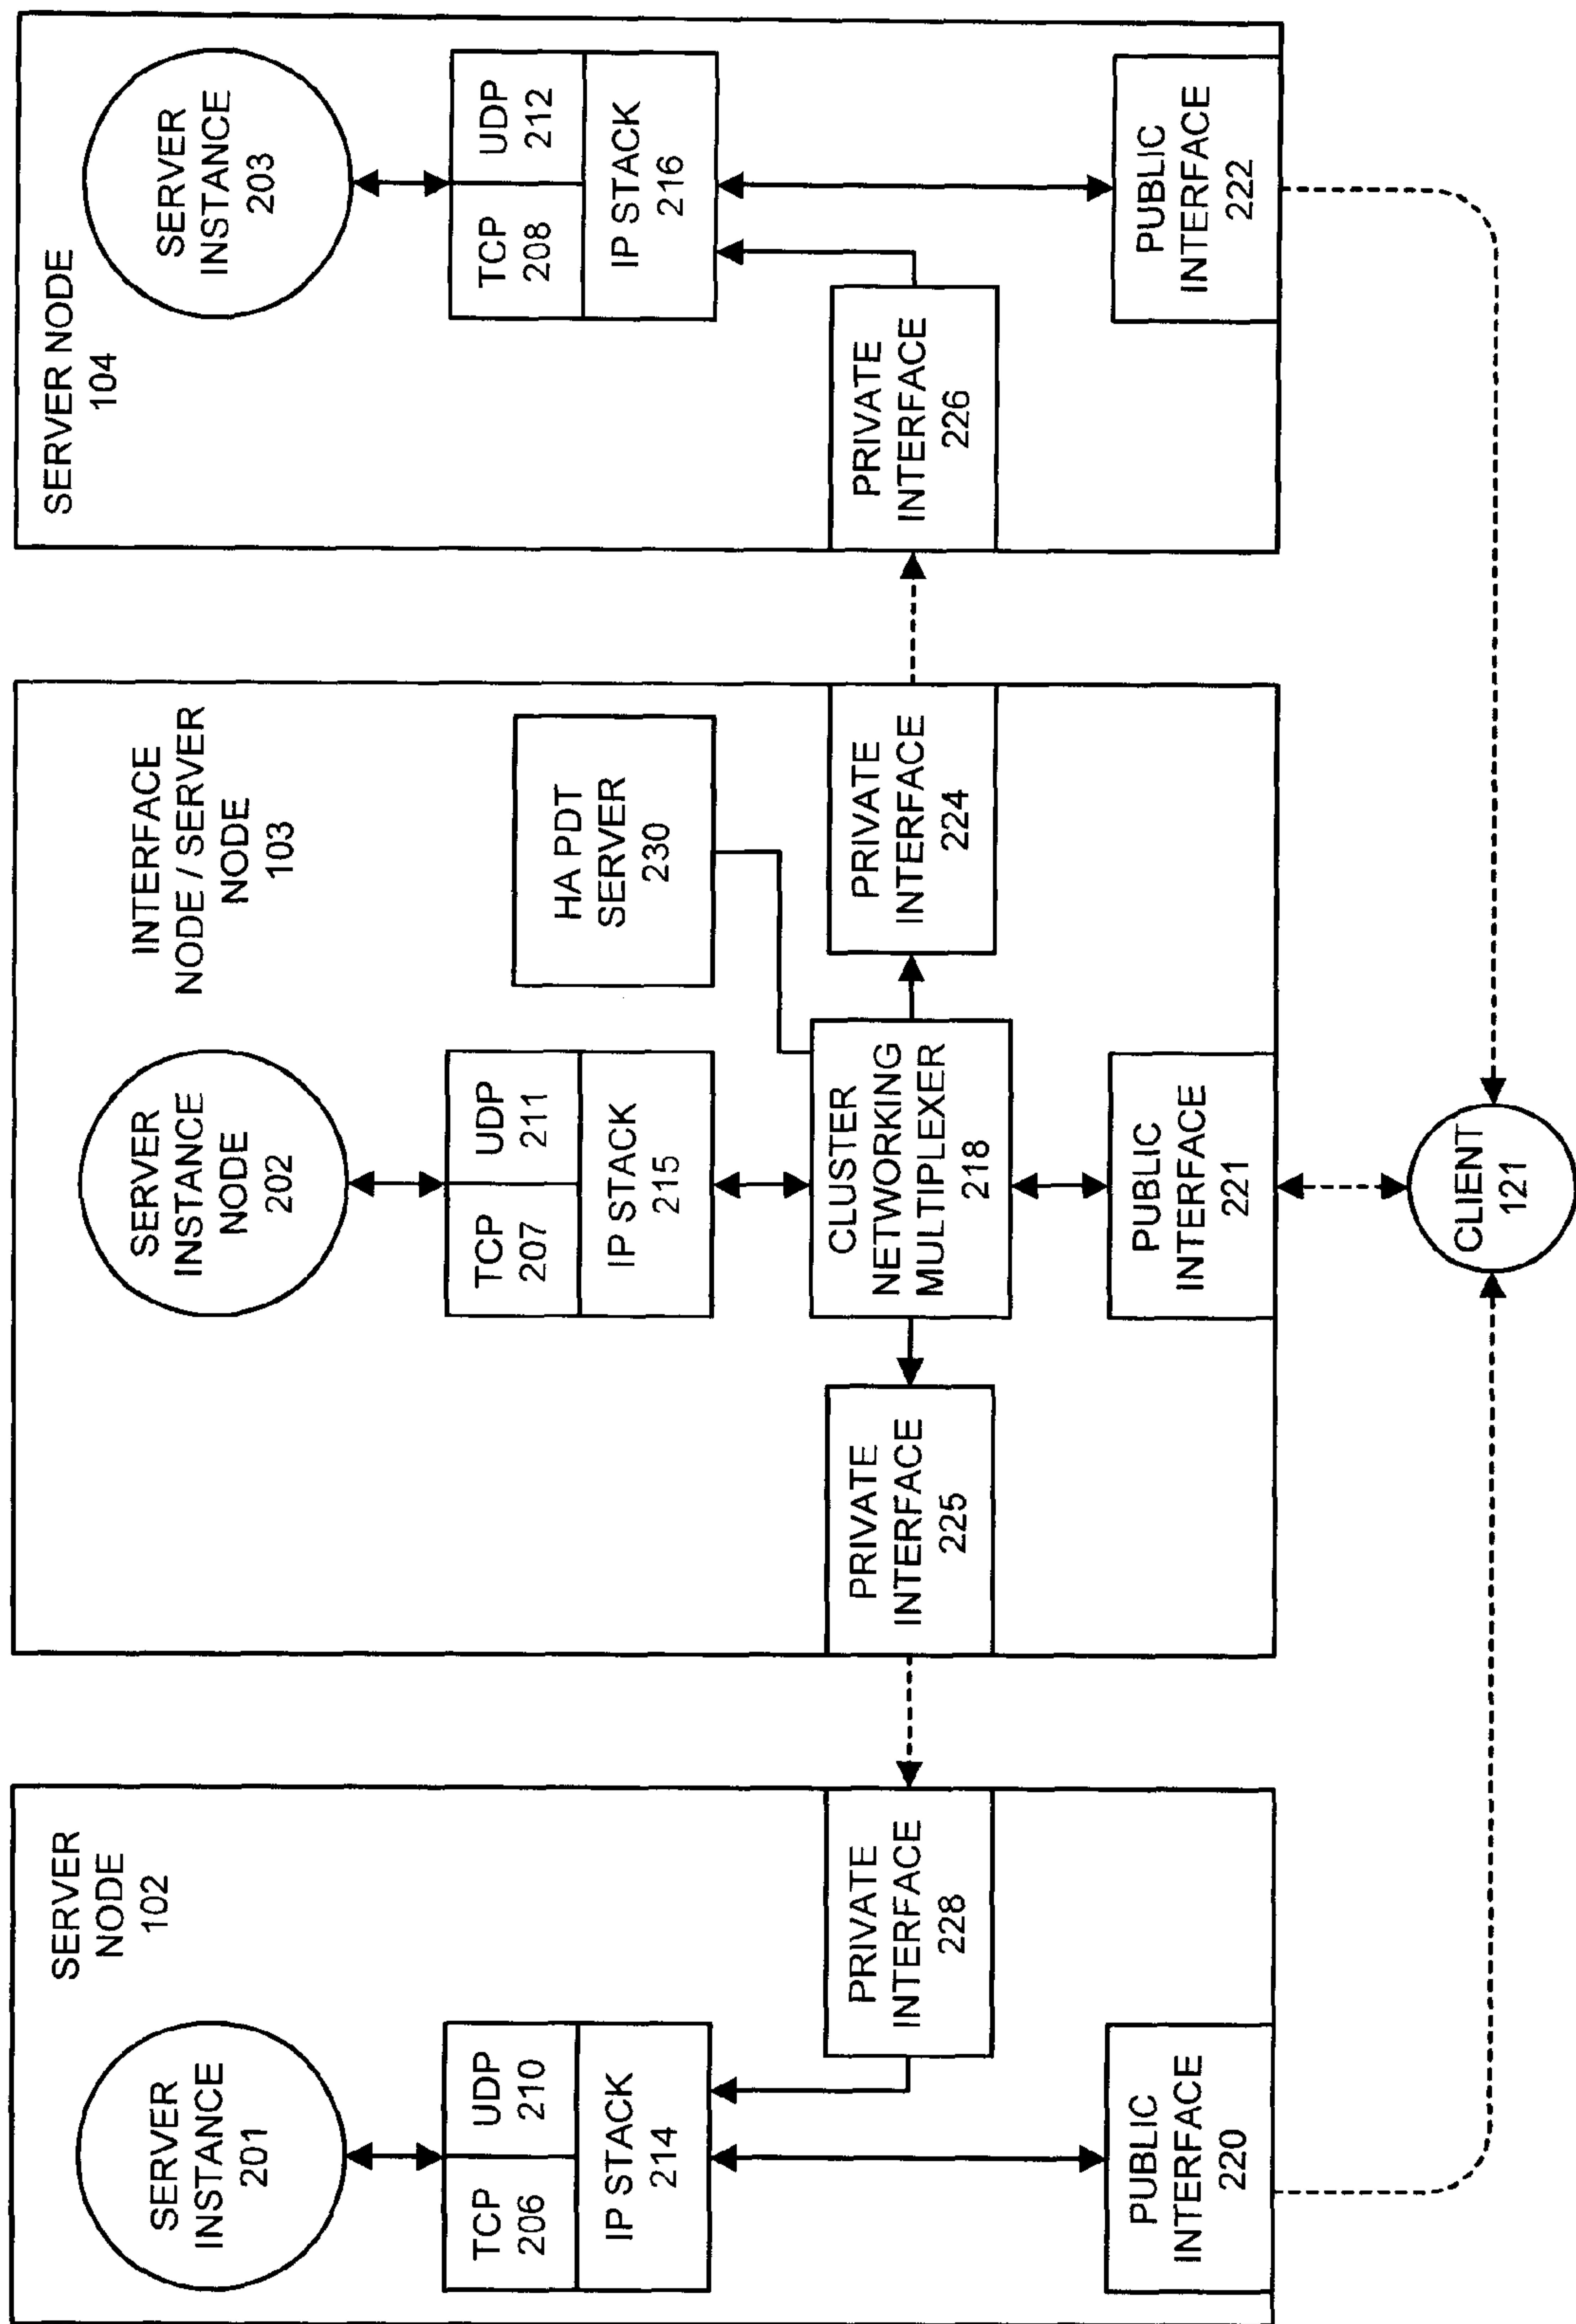 SERVER
NODE
102
SERVER
INSTANCE
201
TCP
206
UDP
210
IP STACK
214
PRIVATE
INTERFACE
228
PUBLIC
INTERFACE
220
INTERFACE
NODE / SERVER
NODE
103
SERVER
INSTANCE
NODE
202
TCP
207
UDP
211
IP STACK
215
HA PDT
SERVER
230
PRIVATE
INTERFACE
225
CLUSTER
NETWORKING
MULTIPLEXER
218
PRIVATE
INTERFACE
224
PUBLIC
INTERFACE
221
SERVER NODE
104
SERVER
INSTANCE
203
TCP
208
UDP
212
IP STACK
216
PRIVATE
INTERFACE
226
PUBLIC
INTERFACE
222
CLIENT
121